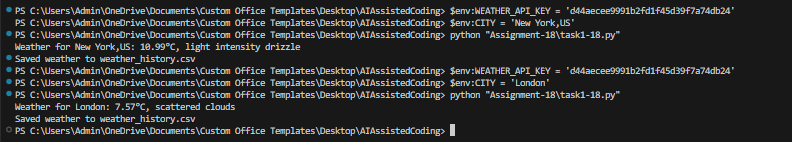 PS C:\Users\Admin\OneDrive\Documents\Custom Office Templates\Desktop\AIAssistedCoding> $env:WEATHER_API_KEY = 'd44aecee9991b2fd1f45d39f7a74db24'
PS C:\Users\Admin\OneDrive\Documents\Custom Office Templates\Desktop\AIAssistedCoding> $env:CITY = 'New York,US'
PS C:\Users\Admin\OneDrive\Documents\Custom Office Templates\Desktop\AIAssistedCoding> python "Assignment-18\task1-18.py"
Weather for New York,US: 10.99°C, light intensity drizzle
Saved weather to weather_history.csv
PS C:\Users\Admin\OneDrive\Documents\Custom Office Templates\Desktop\AIAssistedCoding> $env:WEATHER_API_KEY = 'd44aecee9991b2fd1f45d39f7a74db24'
PS C:\Users\Admin\OneDrive\Documents\Custom Office Templates\Desktop\AIAssistedCoding> $env:CITY = 'London'
PS C:\Users\Admin\OneDrive\Documents\Custom Office Templates\Desktop\AIAssistedCoding> python "Assignment-18\task1-18.py"
Weather for London: 7.57°C, scattered clouds
Saved weather to weather_history.csv
PS C:\Users\Admin\OneDrive\Documents\Custom Office Templates\Desktop\AIAssistedCoding>